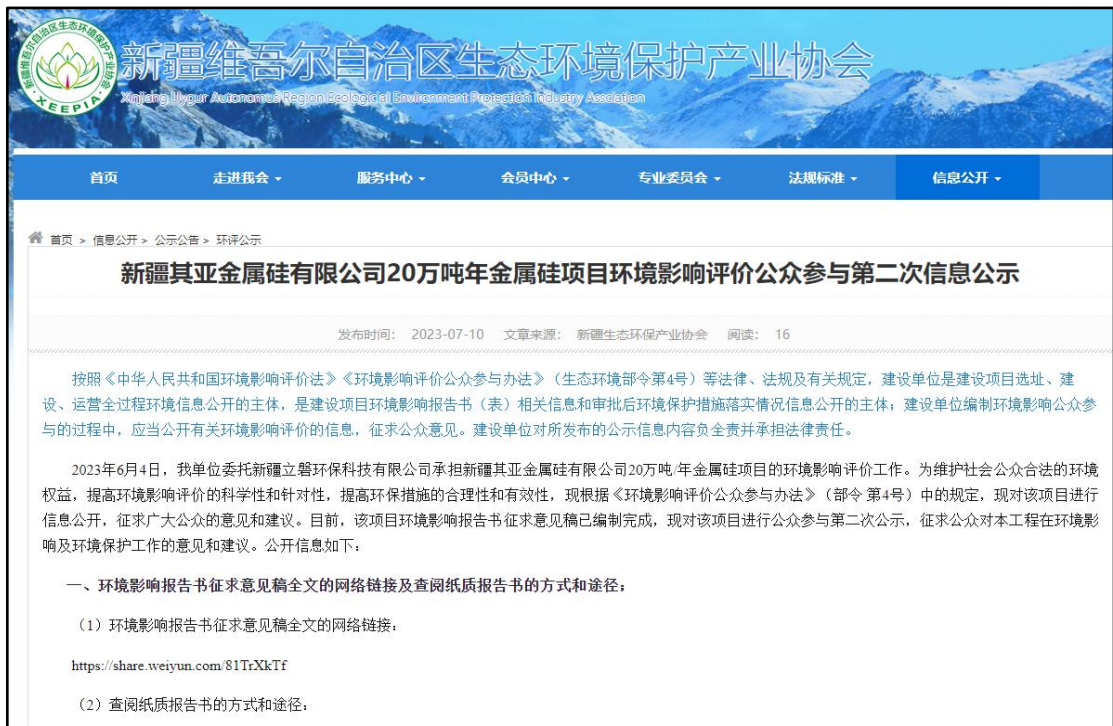 新疆维吾尔自治区生态环境保护产业协会
Xinjiang Uygur Autonomous Region Ecological Environment Protection Industry Association
XEEPIA
首页 走进我会 服务中心 会员中心 专业委员会 法规标准 信息公开
首页 > 信息公开 > 公示公告 > 环评公示
新疆其亚金属硅有限公司20万吨年金属硅项目环境影响评价公众参与第二次信息公示
发布时间: 2023-07-10 文章来源: 新疆生态环保产业协会 阅读: 16
按照《中华人民共和国环境影响评价法》《环境影响评价公众参与办法》（生态环境部令第4号）等法律、法规及有关规定，建设单位是建设项目选址、建
设、运营全过程环境信息公开的主体，是建设项目环境影响报告书（表）相关信息和审批后环境保护措施落实情况信息公开的主体；建设单位编制环境影响公众参
与的过程中，应当公开有关环境影响评价的信息，征求公众意见。建设单位对所发布的公示信息内容负全责并承担法律责任。
2023年6月4日，我单位委托新疆立磐环保科技有限公司承担新疆其亚金属硅有限公司20万吨/年金属硅项目的环境影响评价工作。为维护社会公众合法的环境
权益，提高环境影响评价的科学性和针对性，提高环保措施的合理性和有效性，现根据《环境影响评价公众参与办法》（部令 第4号）中的规定，现对该项目进行
信息公开，征求广大公众的意见和建议。目前，该项目环境影响报告书征求意见稿已编制完成，现对该项目进行公众参与第二次公示，征求公众对本工程在环境影
响及环境保护工作的意见和建议。公开信息如下：
一、环境影响报告书征求意见稿全文的网络链接及查阅纸质报告书的方式和途径；
（1）环境影响报告书征求意见稿全文的网络链接：
https://share.weiyun.com/81TrXkTf
（2）查阅纸质报告书的方式和途径：